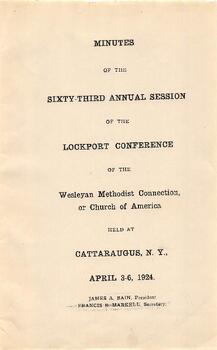 MINUTES
OF THE
SIXTY-THIRD ANNUAL SESSION
OF THE
LOCKPORT CONFERENCE
OF THE
Wesleyan Methodist Connection,
or Church of America
HELD AT
CATTARAUGUS, N. Y.,
APRIL 3-6, 1924.
JAMES A. BAIN, President
FRANCIS R. MARKELL, Secretary